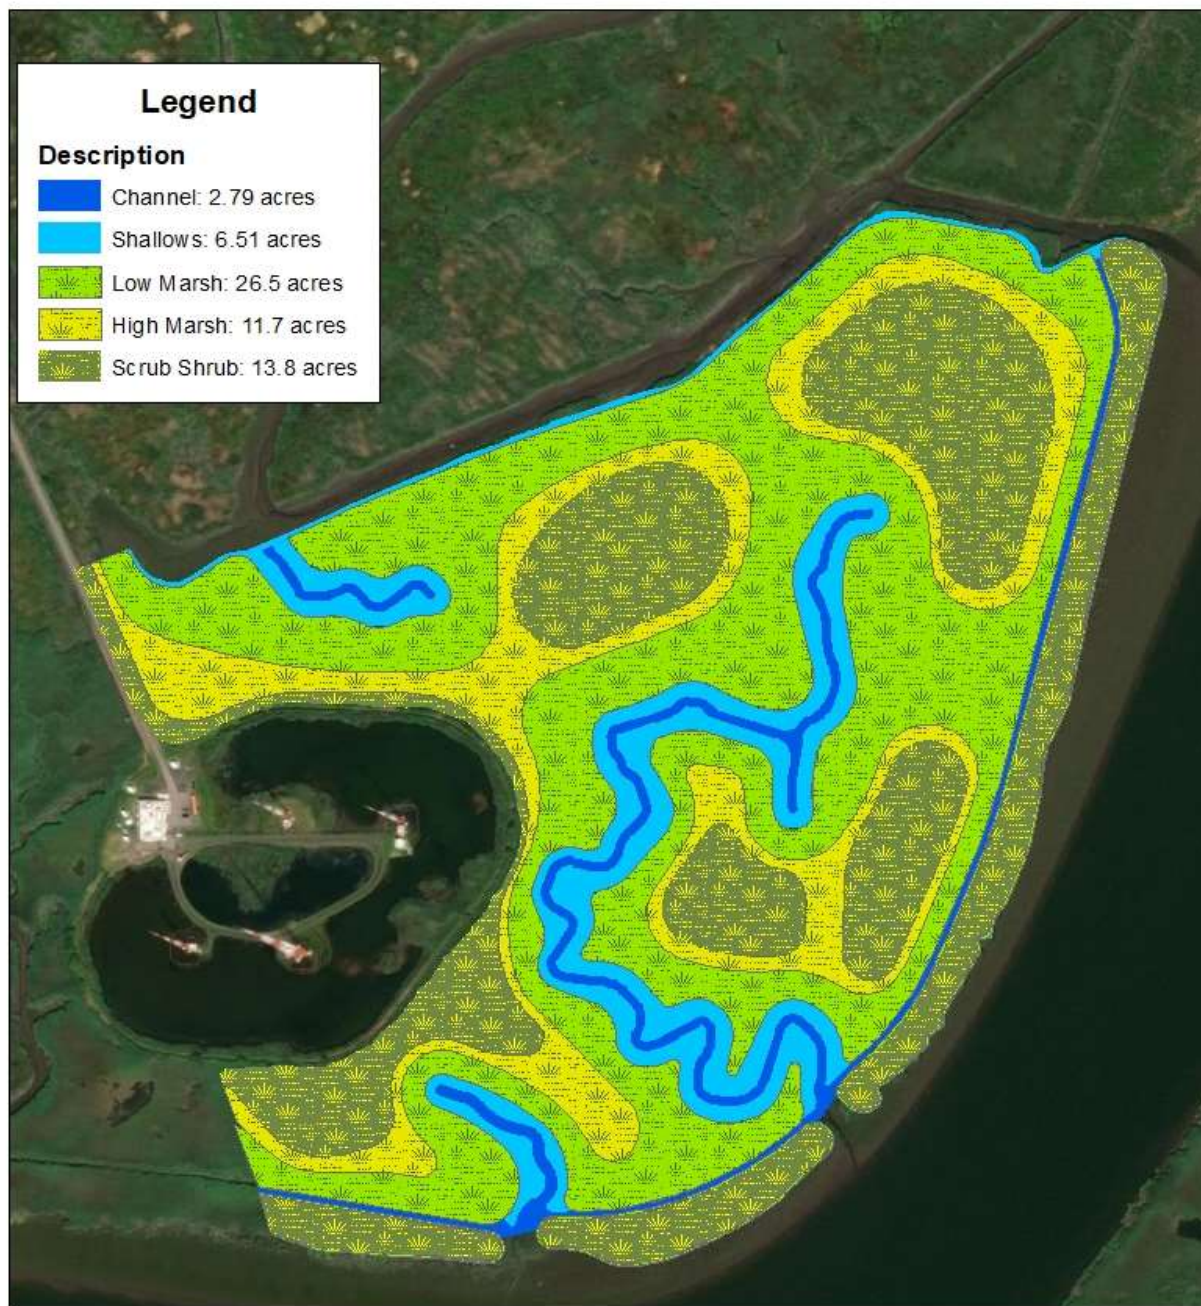 Legend
Description
Channel: 2.79 acres
Shallows: 6.51 acres
Low Marsh: 26.5 acres
High Marsh: 11.7 acres
Scrub Shrub: 13.8 acres